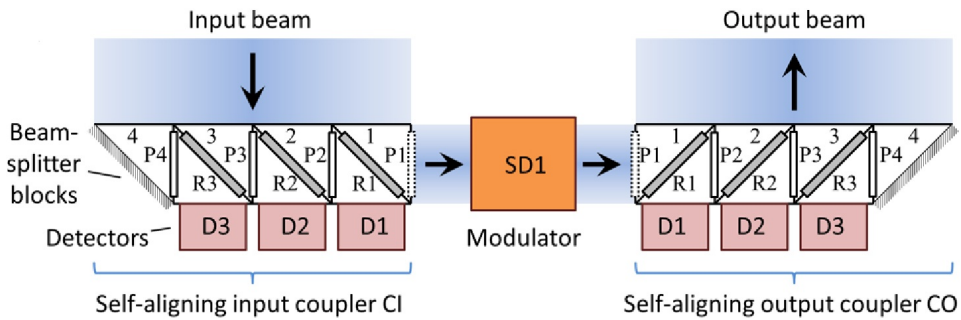 Input beam
Output beam
4 3 2 1
1 2 3 4
Beam-
splitter
blocks
P4 P3 P2 P1
P1 P2 P3 P4
SD1
R3 R2 R1
R1 R2 R3
D3 D2 D1
D1 D2 D3
Detectors
Modulator
Self-aligning input coupler CI
Self-aligning output coupler CO